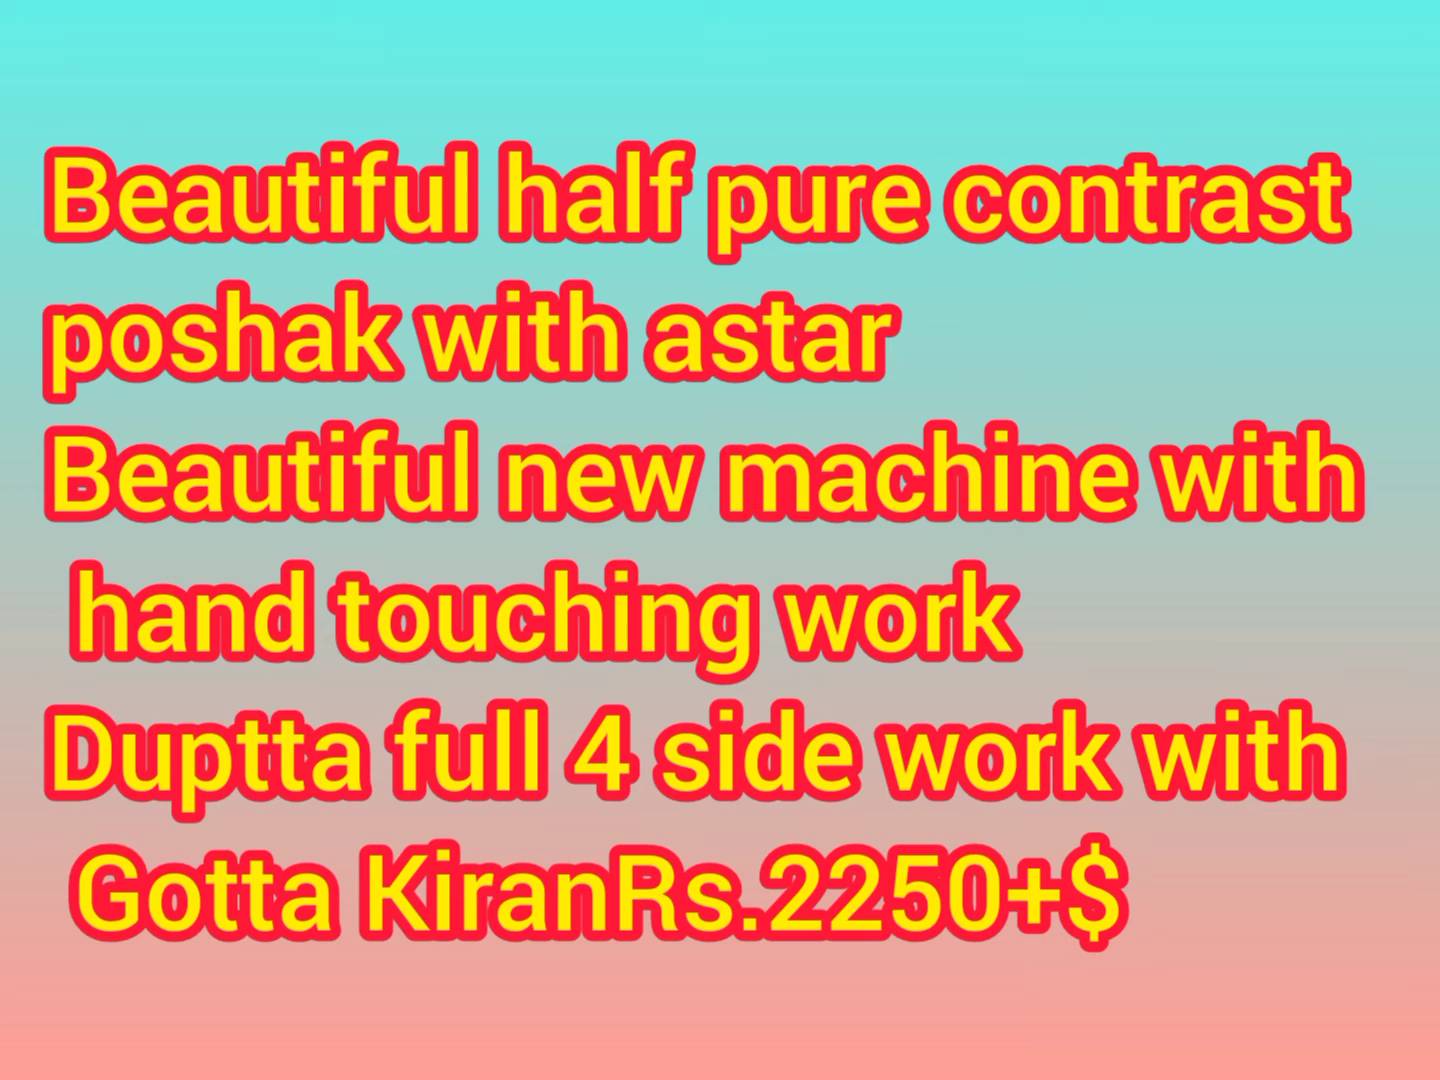 Beautiful half pure contrast
poshak with astar
Beautiful new machine with
hand touching work
Duptta full 4 side work with
Gotta KiranRs.2250+$